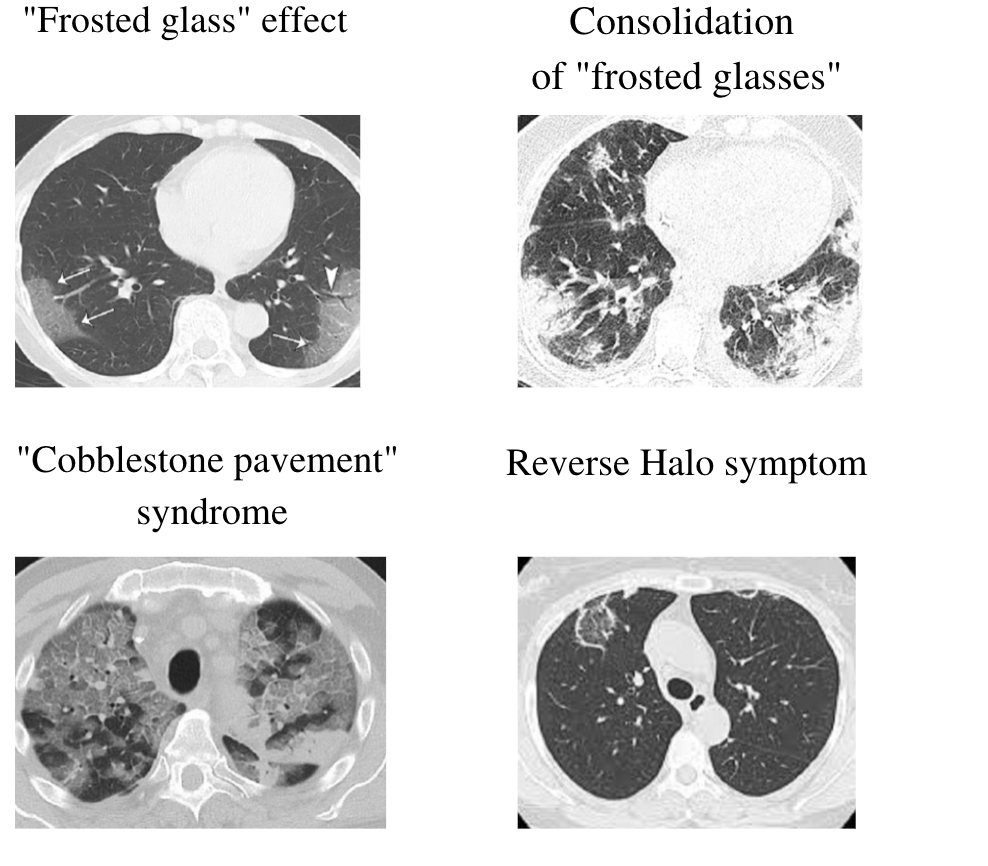 "Frosted glass" effect
Consolidation
of "frosted glasses"
"Cobblestone pavement"
syndrome
Reverse Halo symptom